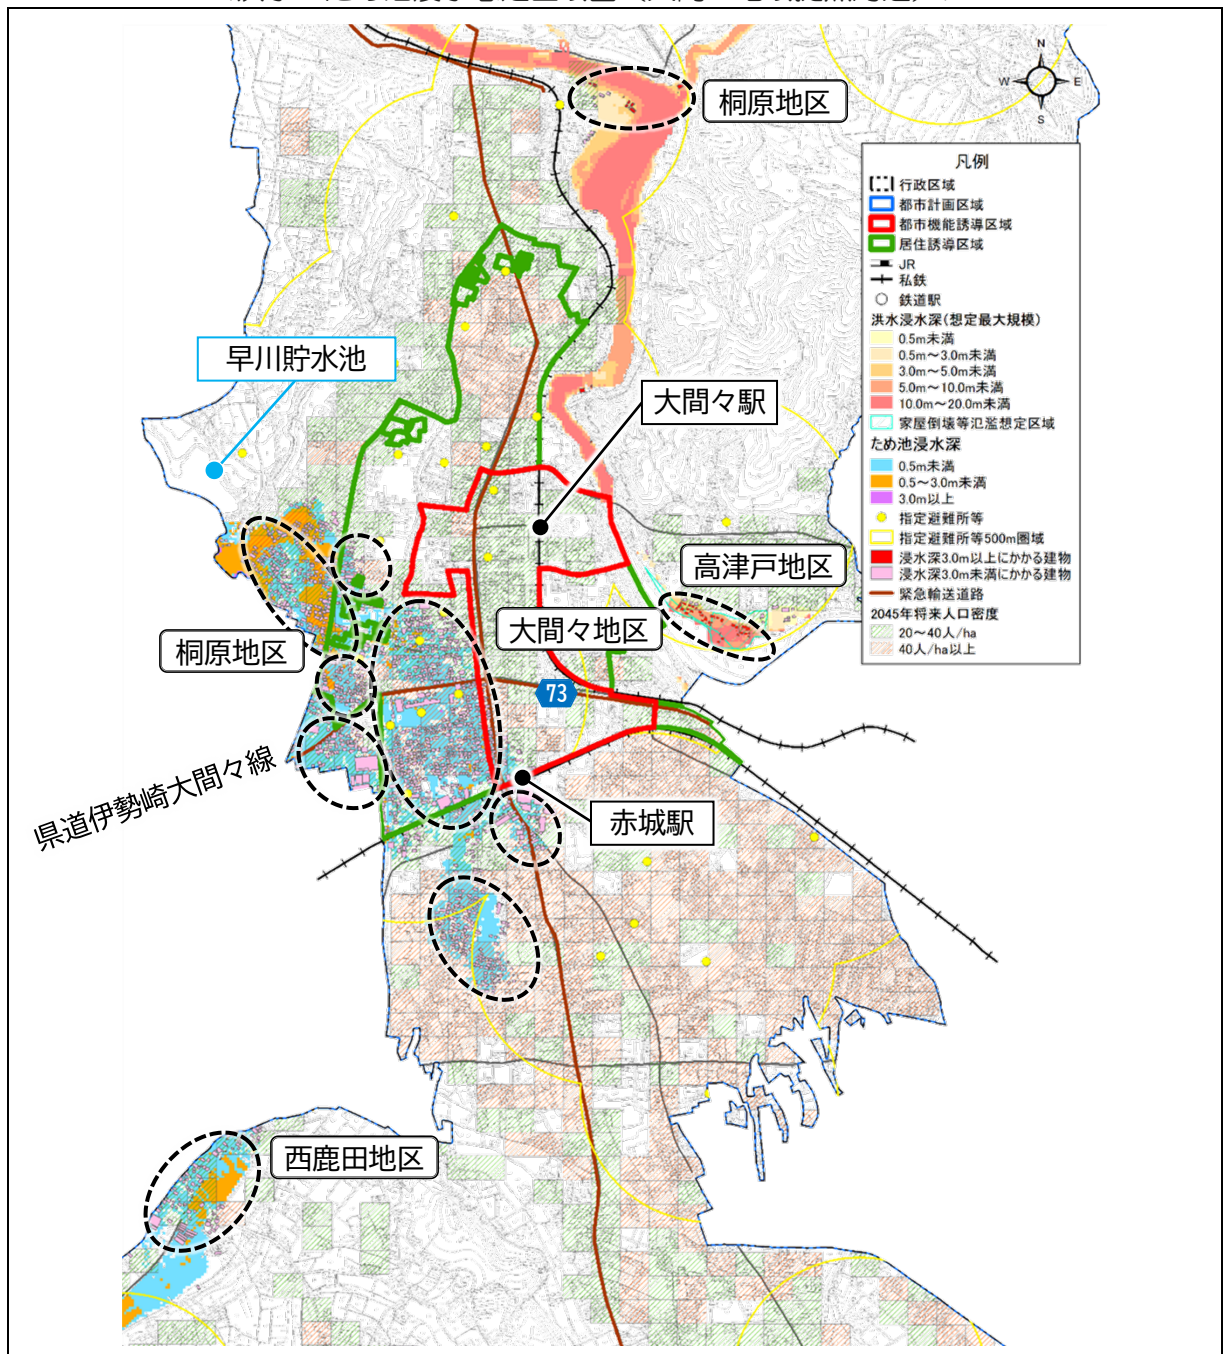 桐原地区
N
W
E
S
凡例
行政区域
都市計画区域
都市機能誘導区域
居住誘導区域
JR
私鉄
鉄道駅
洪水浸水深(想定最大規模)
0.5m未満
0.5m～3.0m未満
3.0m～5.0m未満
5.0m～10.0m未満
10.0m～20.0m未満
家屋倒壊等氾濫想定区域
ため池浸水深
0.5m未満
0.5～3.0m未満
3.0m以上
指定避難所等
指定避難所等500m圏域
浸水深3.0m以上にかかる建物
浸水深3.0m未満にかかる建物
緊急輸送道路
2045年将来人口密度
20～40人/ha
40人/ha以上
早川貯水池
大間々駅
高津戸地区
大間々地区
桐原地区
73
県道伊勢崎大間々線
赤城駅
西鹿田地区